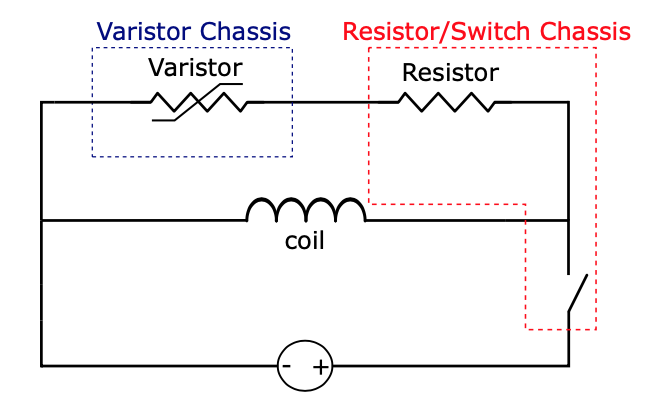 Varistor Chassis
Resistor/Switch Chassis
Varistor
Resistor
coil
- +